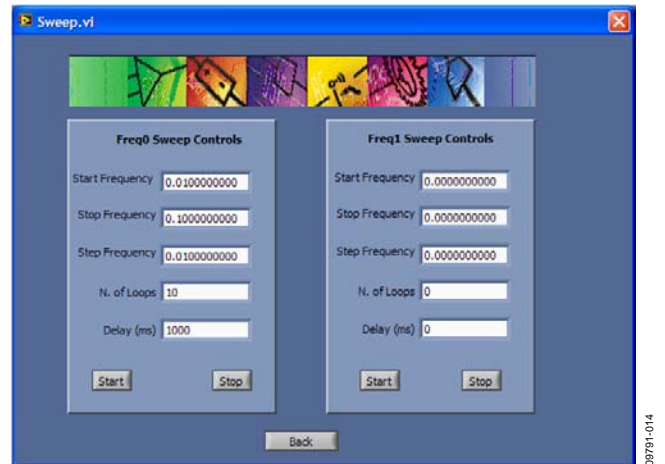 Sweep.vi
Freq0 Sweep Controls
Start Frequency 0.0100000000
Stop Frequency 0.1000000000
Step Frequency 0.0100000000
N. of Loops 10
Delay (ms) 1000
Start Stop
Freq1 Sweep Controls
Start Frequency 0.0000000000
Stop Frequency 0.0000000000
Step Frequency 0.0000000000
N. of Loops 0
Delay (ms) 0
Start Stop
Back
09791-014